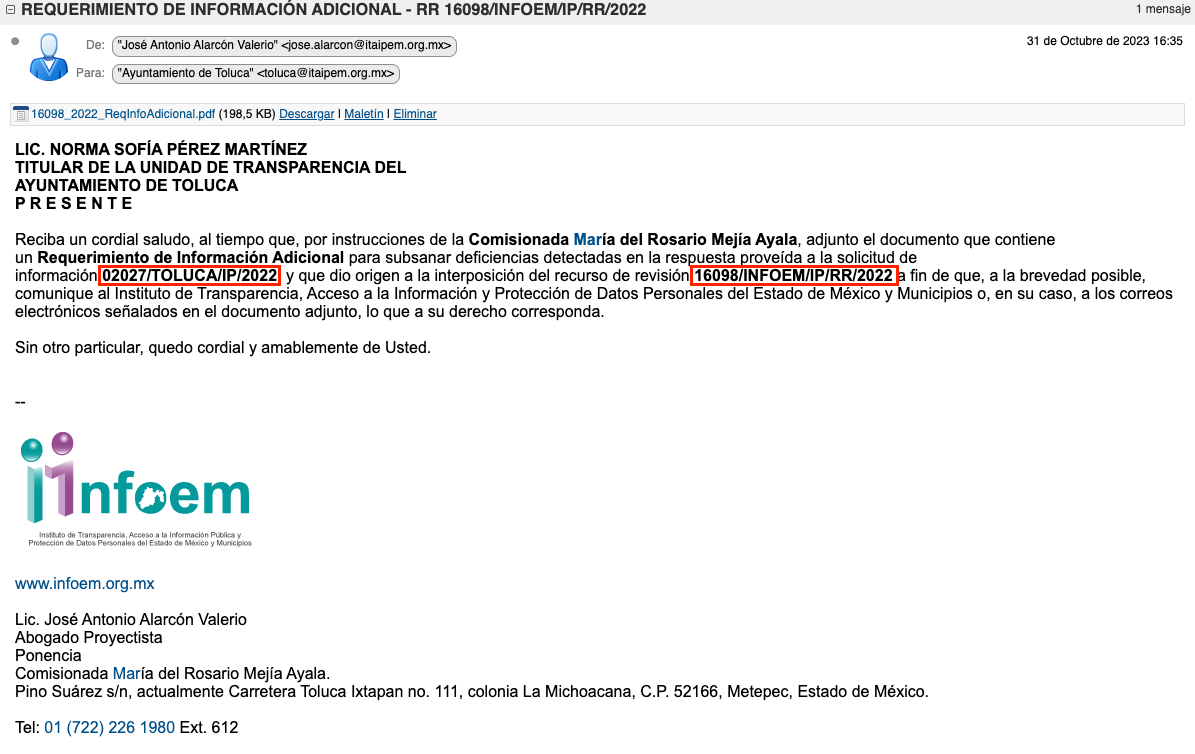 REQUERIMIENTO DE INFORMACIÓN ADICIONAL - RR 16098/INFOEM/IP/RR/2022
1 mensaje
De: "José Antonio Alarcón Valerio" <jose.alarcon@itaipem.org.mx>
31 de Octubre de 2023 16:35
Para: "Ayuntamiento de Toluca" <toluca@itaipem.org.mx>
16098_2022_ReqInfoAdicional.pdf (198,5 KB) Descargar | Maletín | Eliminar
LIC. NORMA SOFÍA PÉREZ MARTÍNEZ
TITULAR DE LA UNIDAD DE TRANSPARENCIA DEL
AYUNTAMIENTO DE TOLUCA
P R E S E N T E
Reciba un cordial saludo, al tiempo que, por instrucciones de la Comisionada María del Rosario Mejía Ayala, adjunto el documento que contiene
un Requerimiento de Información Adicional para subsanar deficiencias detectadas en la respuesta proveída a la solicitud de
información 02027/TOLUCA/IP/2022 y que dio origen a la interposición del recurso de revisión 16098/INFOEM/IP/RR/2022 a fin de que, a la brevedad posible,
comunique al Instituto de Transparencia, Acceso a la Información y Protección de Datos Personales del Estado de México y Municipios o, en su caso, a los correos
electrónicos señalados en el documento adjunto, lo que a su derecho corresponda.
Sin otro particular, quedo cordial y amablemente de Usted.
--
infoem
Instituto de Transparencia, Acceso a la Información Pública y
Protección de Datos Personales del Estado de México y Municipios
www.infoem.org.mx
Lic. José Antonio Alarcón Valerio
Abogado Proyectista
Ponencia
Comisionada María del Rosario Mejía Ayala.
Pino Suárez s/n, actualmente Carretera Toluca Ixtapan no. 111, colonia La Michoacana, C.P. 52166, Metepec, Estado de México.
Tel: 01 (722) 226 1980 Ext. 612